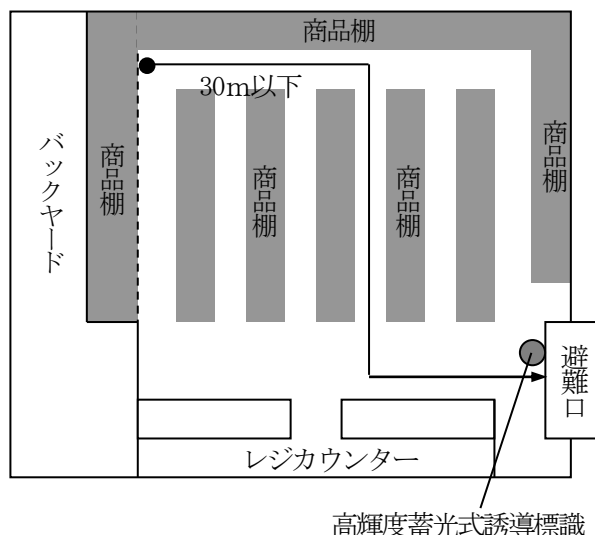 商品棚
30m以下
バックヤード
商品棚
商品棚
商品棚
商品棚
避難口
レジカウンター
高輝度蓄光式誘導標識